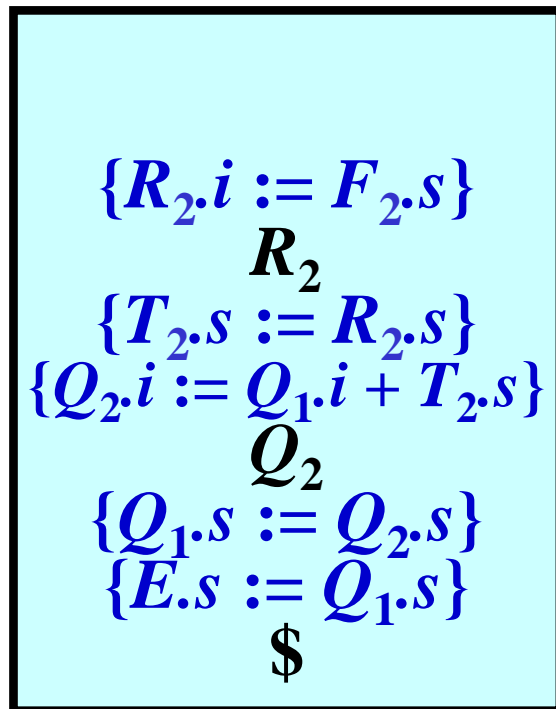 {R₂.i := F₂.s}
R₂
{T₂.s := R₂.s}
{Q₂.i := Q₁.i + T₂.s}
Q₂
{Q₁.s := Q₂.s}
{E.s := Q₁.s}
$